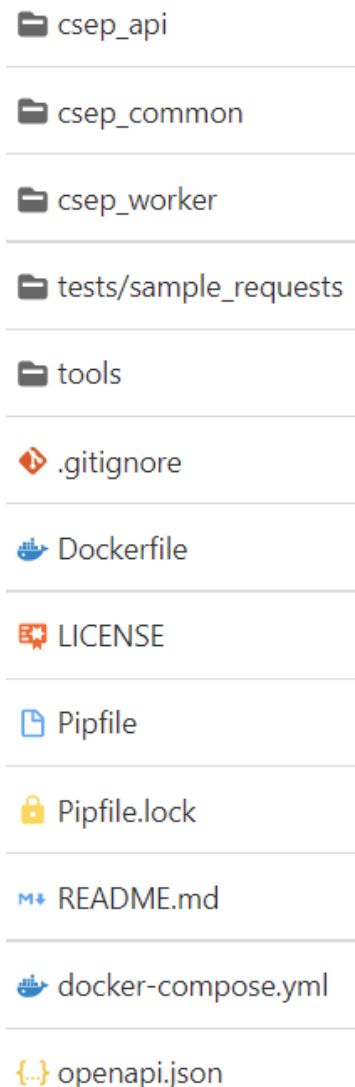 csep_api
csep_common
csep_worker
tests/sample_requests
tools
.gitignore
Dockerfile
LICENSE
Pipfile
Pipfile.lock
M↓ README.md
docker-compose.yml
{...} openapi.json